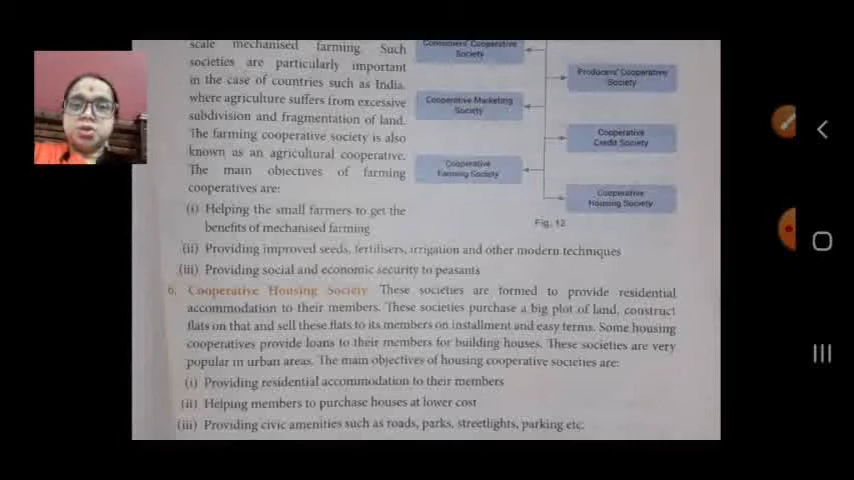 scale mechanised farming. Such
societies are particularly important
in the case of countries such as India,
where agriculture suffers from excessive
subdivision and fragmentation of land.
The farming cooperative society is also
known as an agricultural cooperative.
The main objectives of farming
cooperatives are:
(i) Helping the small farmers to get the
benefits of mechanised farming
Consumers' Cooperative
Society
Producers' Cooperative
Society
Cooperative Marketing
Society
Cooperative
Credit Society
Cooperative
Farming Society
Cooperative
Housing Society
Fig. 12
(ii) Providing improved seeds, fertilisers, irrigation and other modern techniques
(iii) Providing social and economic security to peasants
6. Cooperative Housing Society These societies are formed to provide residential
accommodation to their members. These societies purchase a big plot of land, construct
flats on that and sell these flats to its members on installment and easy terms. Some housing
cooperatives provide loans to their members for building houses. These societies are very
popular in urban areas. The main objectives of housing cooperative societies are:
(i) Providing residential accommodation to their members
(ii) Helping members to purchase houses at lower cost
(iii) Providing civic amenities such as roads, parks, streetlights, parking etc.